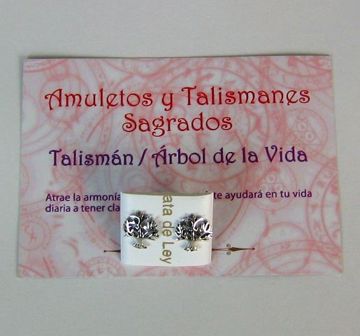 Amuletos y Talismanes
Sagrados
Talismán / Árbol de la Vida
Atrae la armonía te ayudará en tu vida
diaria a tener
ata de Ley